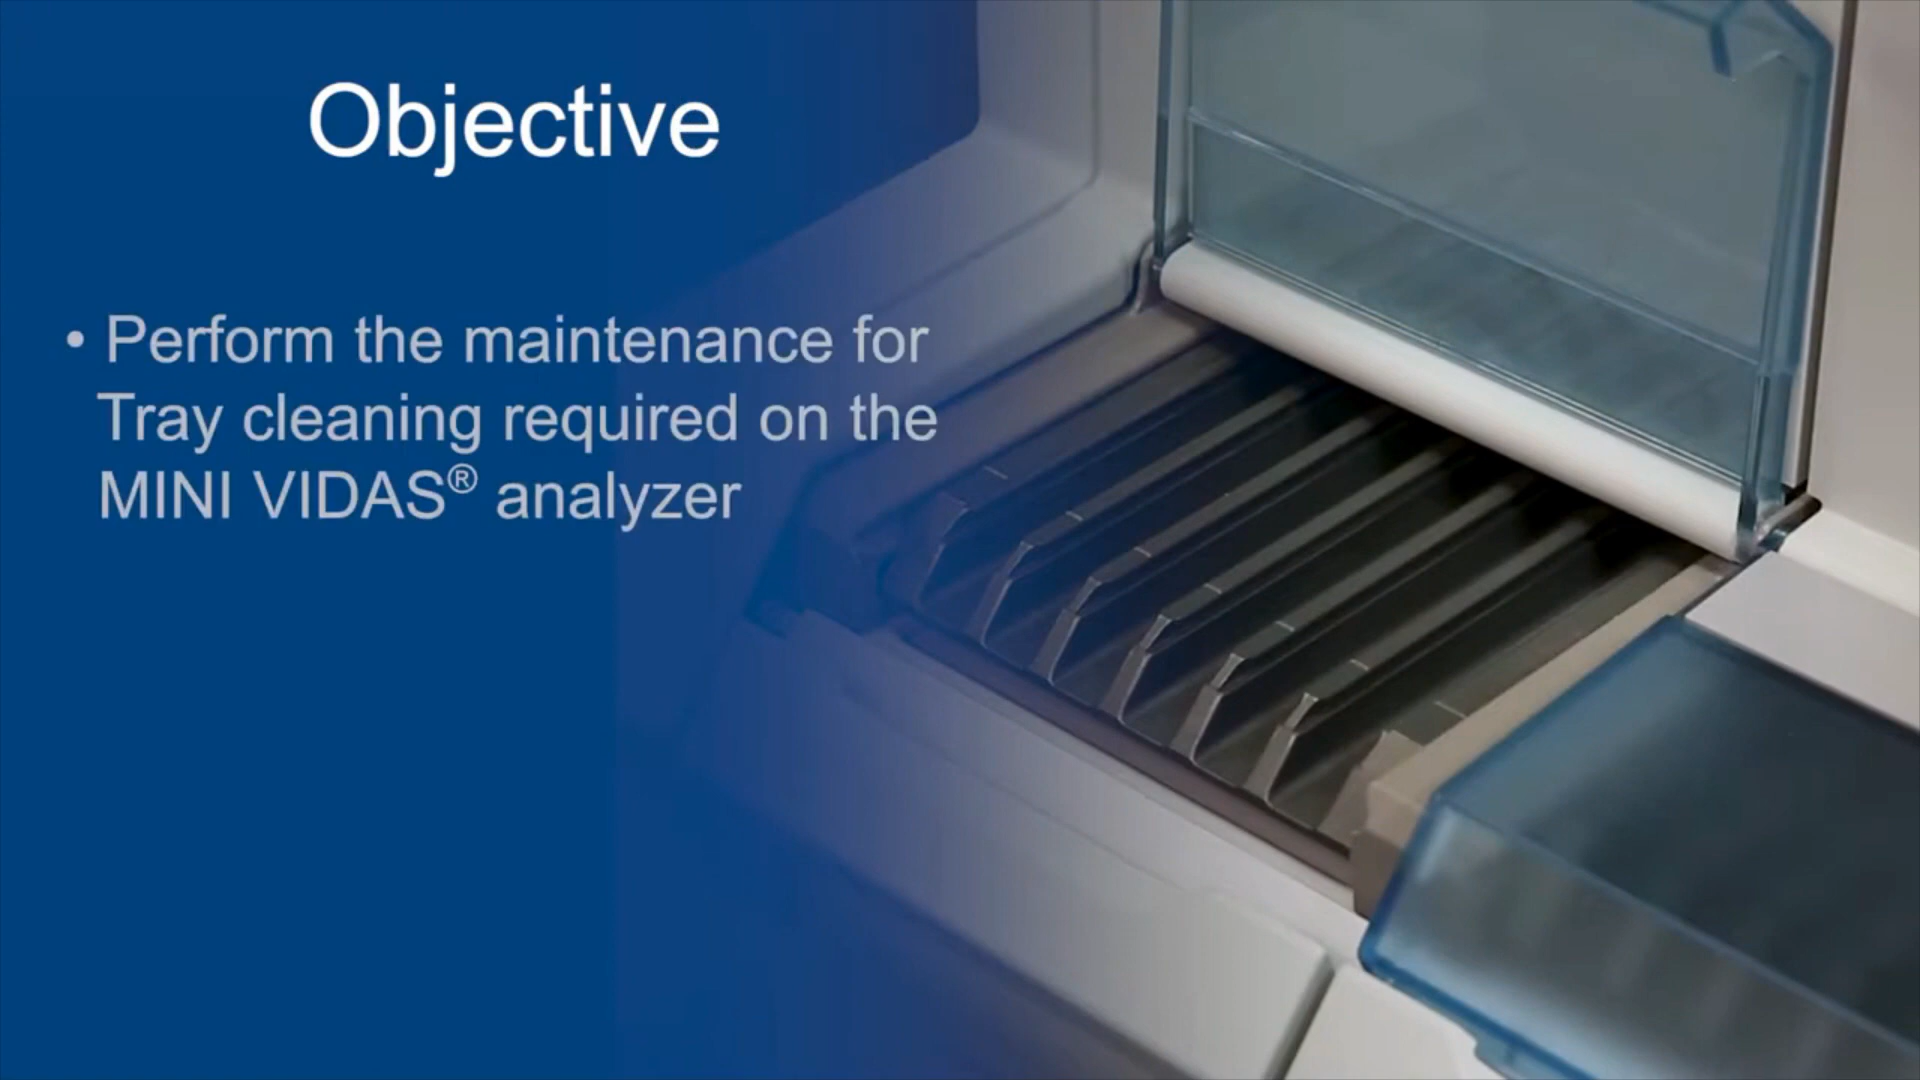 Objective
• Perform the maintenance for
Tray cleaning required on the
MINI VIDAS® analyzer